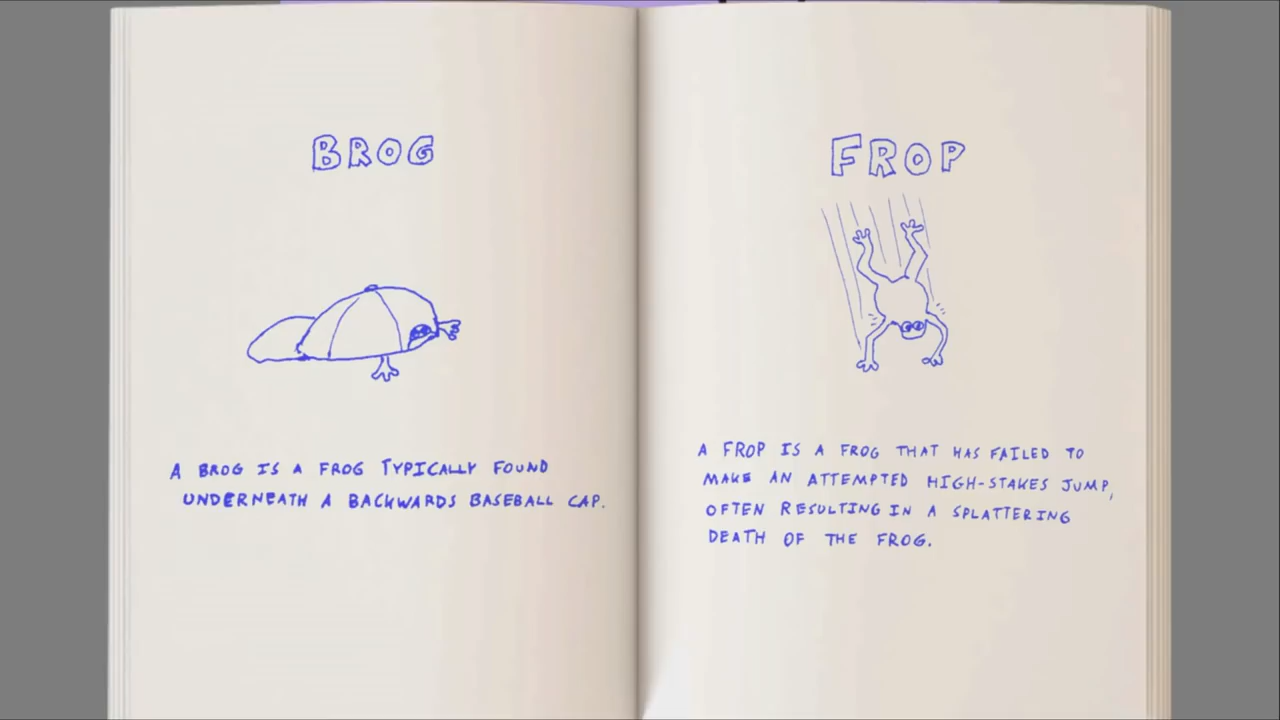 BROG
A BROG IS A FROG TYPICALLY FOUND
UNDERNEATH A BACKWARDS BASEBALL CAP.
FROP
A FROP IS A FROG THAT HAS FAILED TO
MAKE AN ATTEMPTED HIGH-STAKES JUMP,
OFTEN RESULTING IN A SPLATTERING
DEATH OF THE FROG.